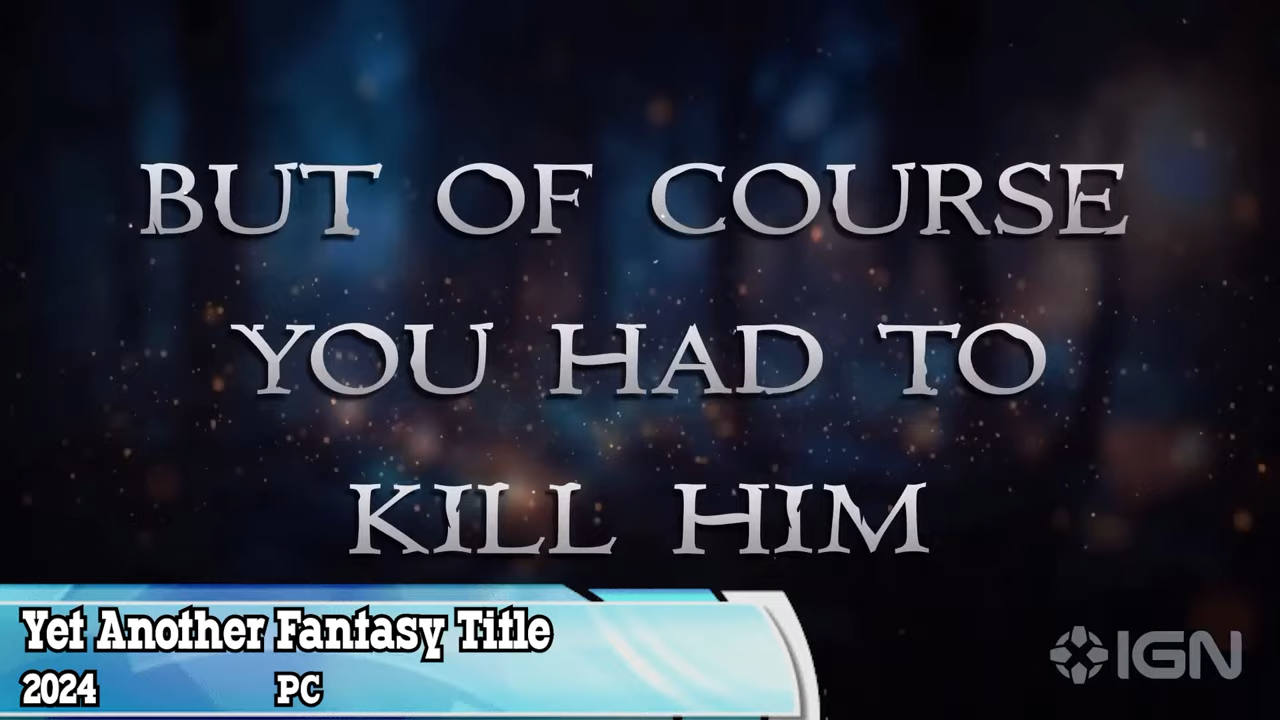 BUT OF COURSE
YOU HAD TO
KILL HIM
Yet Another Fantasy Title
2024 PC
IGN